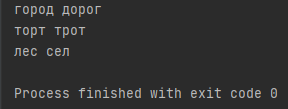 город дорог
торт трот
лес сел
Process finished with exit code 0